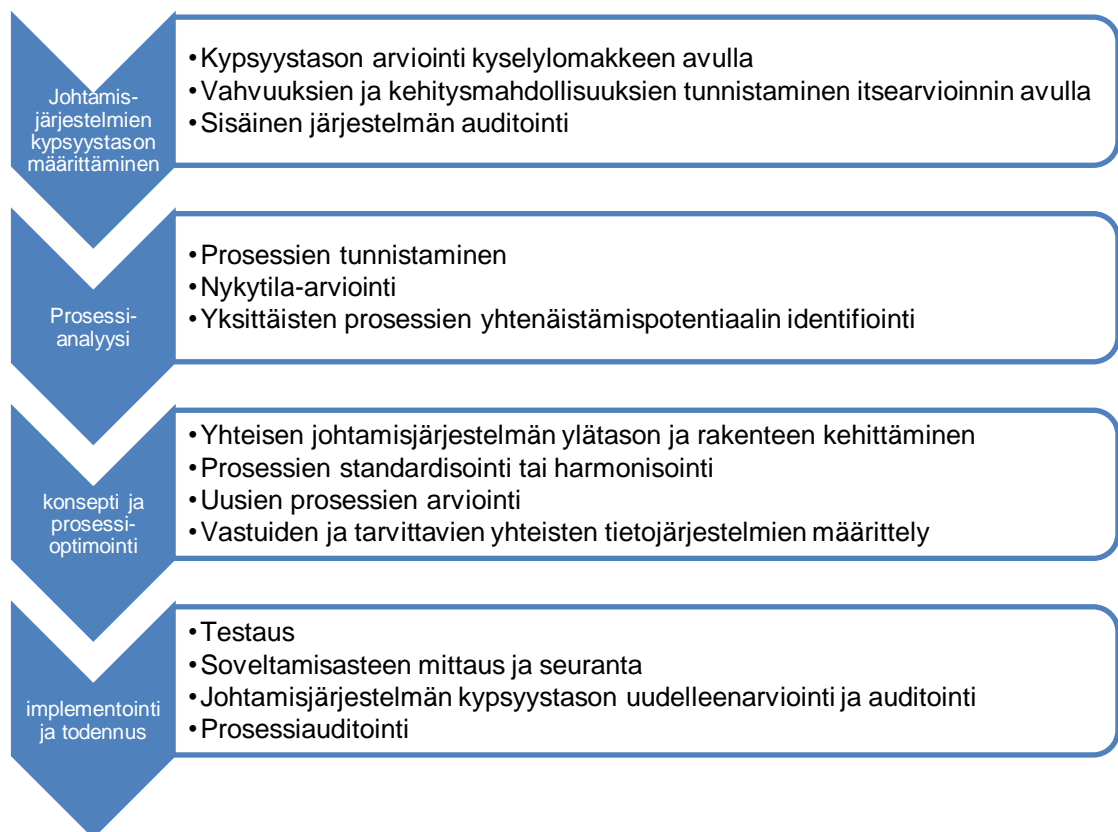 Johtamis-
järjestelmien
kypsyystason
määrittäminen
•Kypsyystason arviointi kyselylomakkeen avulla
•Vahvuuksien ja kehitysmahdollisuuksien tunnistaminen itsearvioinnin avulla
•Sisäinen järjestelmän auditointi
Prosessi-
analyysi
•Prosessien tunnistaminen
•Nykytila-arviointi
•Yksittäisten prosessien yhtenäistämispotentiaalin identifiointi
konsepti ja
prosessi-
optimointi
•Yhteisen johtamisjärjestelmän ylätason ja rakenteen kehittäminen
•Prosessien standardisointi tai harmonisointi
•Uusien prosessien arviointi
•Vastuiden ja tarvittavien yhteisten tietojärjestelmien määrittely
implementointi
ja todennus
•Testaus
•Soveltamisasteen mittaus ja seuranta
•Johtamisjärjestelmän kypsyystason uudelleenarviointi ja auditointi
•Prosessiauditointi